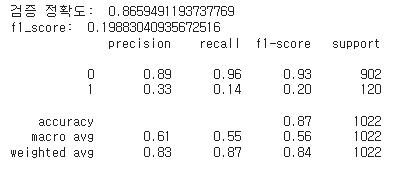 검증 정확도:  0.8659491193737769
f1_score:  0.19883040935672516
precision recall f1-score support
0 0.89 0.96 0.93 902
1 0.33 0.14 0.20 120
accuracy 0.87 1022
macro avg 0.61 0.55 0.56 1022
weighted avg 0.83 0.87 0.84 1022